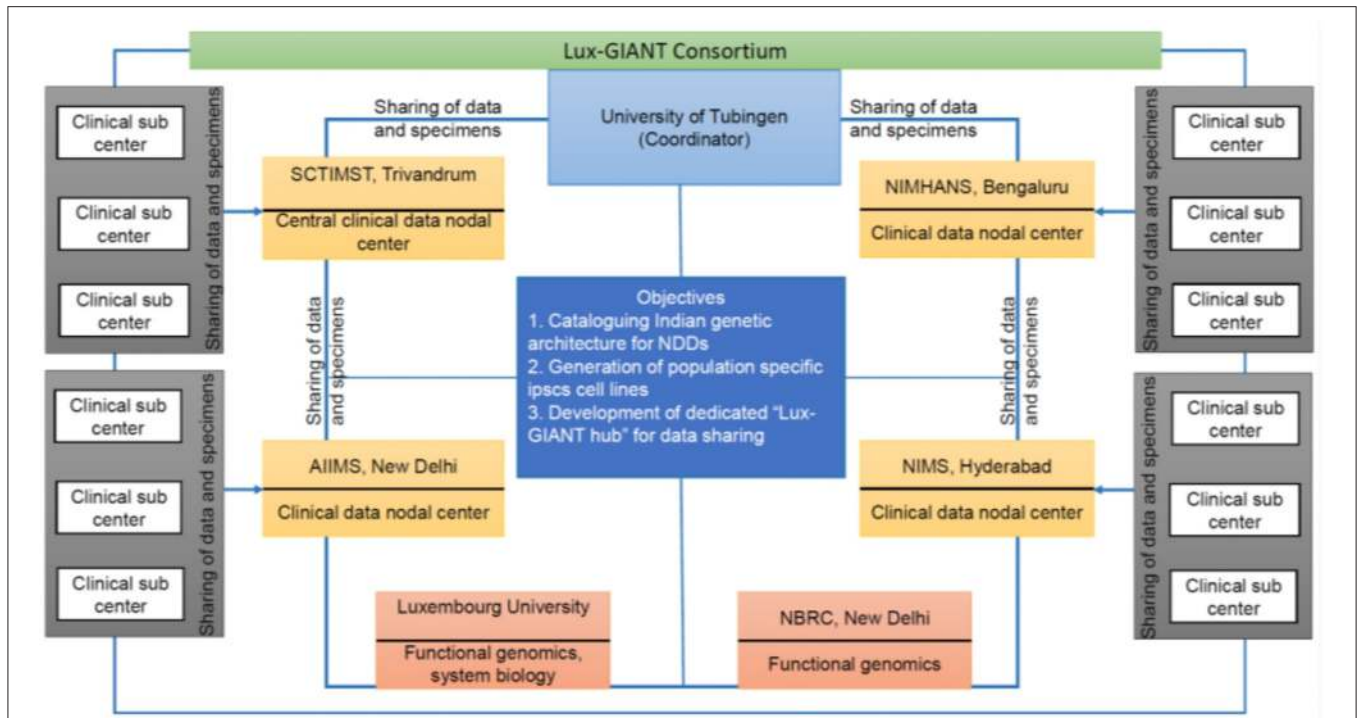 Lux-GIANT Consortium
University of Tubingen
(Coordinator)
Sharing of data
and specimens
Sharing of data
and specimens
Clinical sub
center
Clinical sub
center
Clinical sub
center
Sharing of data and specimens
SCTIMST, Trivandrum
Central clinical data nodal
center
NIMHANS, Bengaluru
Clinical data nodal center
Sharing of data and specimens
Clinical sub
center
Clinical sub
center
Clinical sub
center
Sharing of data
and specimens
Objectives
1. Cataloguing Indian genetic
architecture for NDDs
2. Generation of population specific
ipscs cell lines
3. Development of dedicated “Lux-
GIANT hub” for data sharing
Sharing of data
and specimens
Clinical sub
center
Clinical sub
center
Clinical sub
center
Sharing of data and specimens
AIIMS, New Delhi
Clinical data nodal center
NIMS, Hyderabad
Clinical data nodal center
Sharing of data and specimens
Clinical sub
center
Clinical sub
center
Clinical sub
center
Luxembourg University
Functional genomics,
system biology
NBRC, New Delhi
Functional genomics